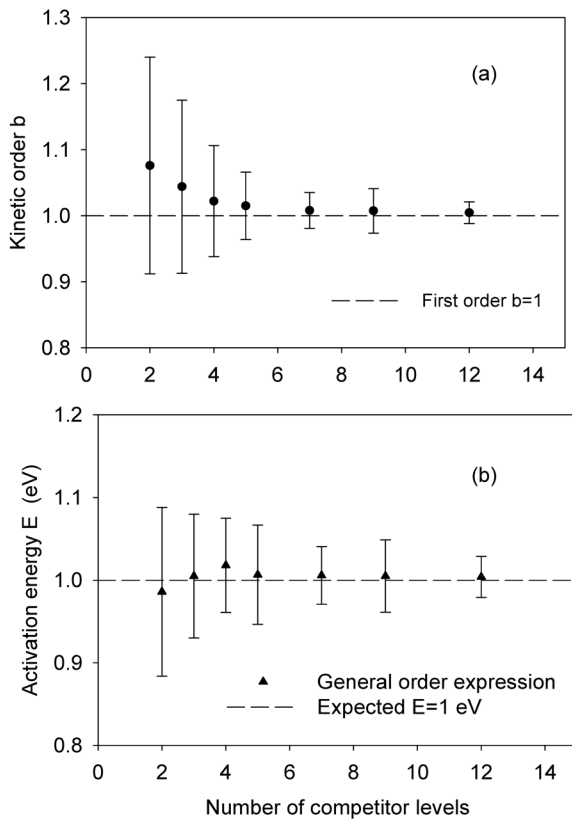 1.3
(a)
1.2
1.1
1.0
0.9
First order b=1
0.8
Kinetic order b
0 2 4 6 8 10 12 14
1.2
(b)
1.1
1.0
0.9
General order expression
Expected E=1 eV
0.8
Activation energy E (eV)
0 2 4 6 8 10 12 14
Number of competitor levels